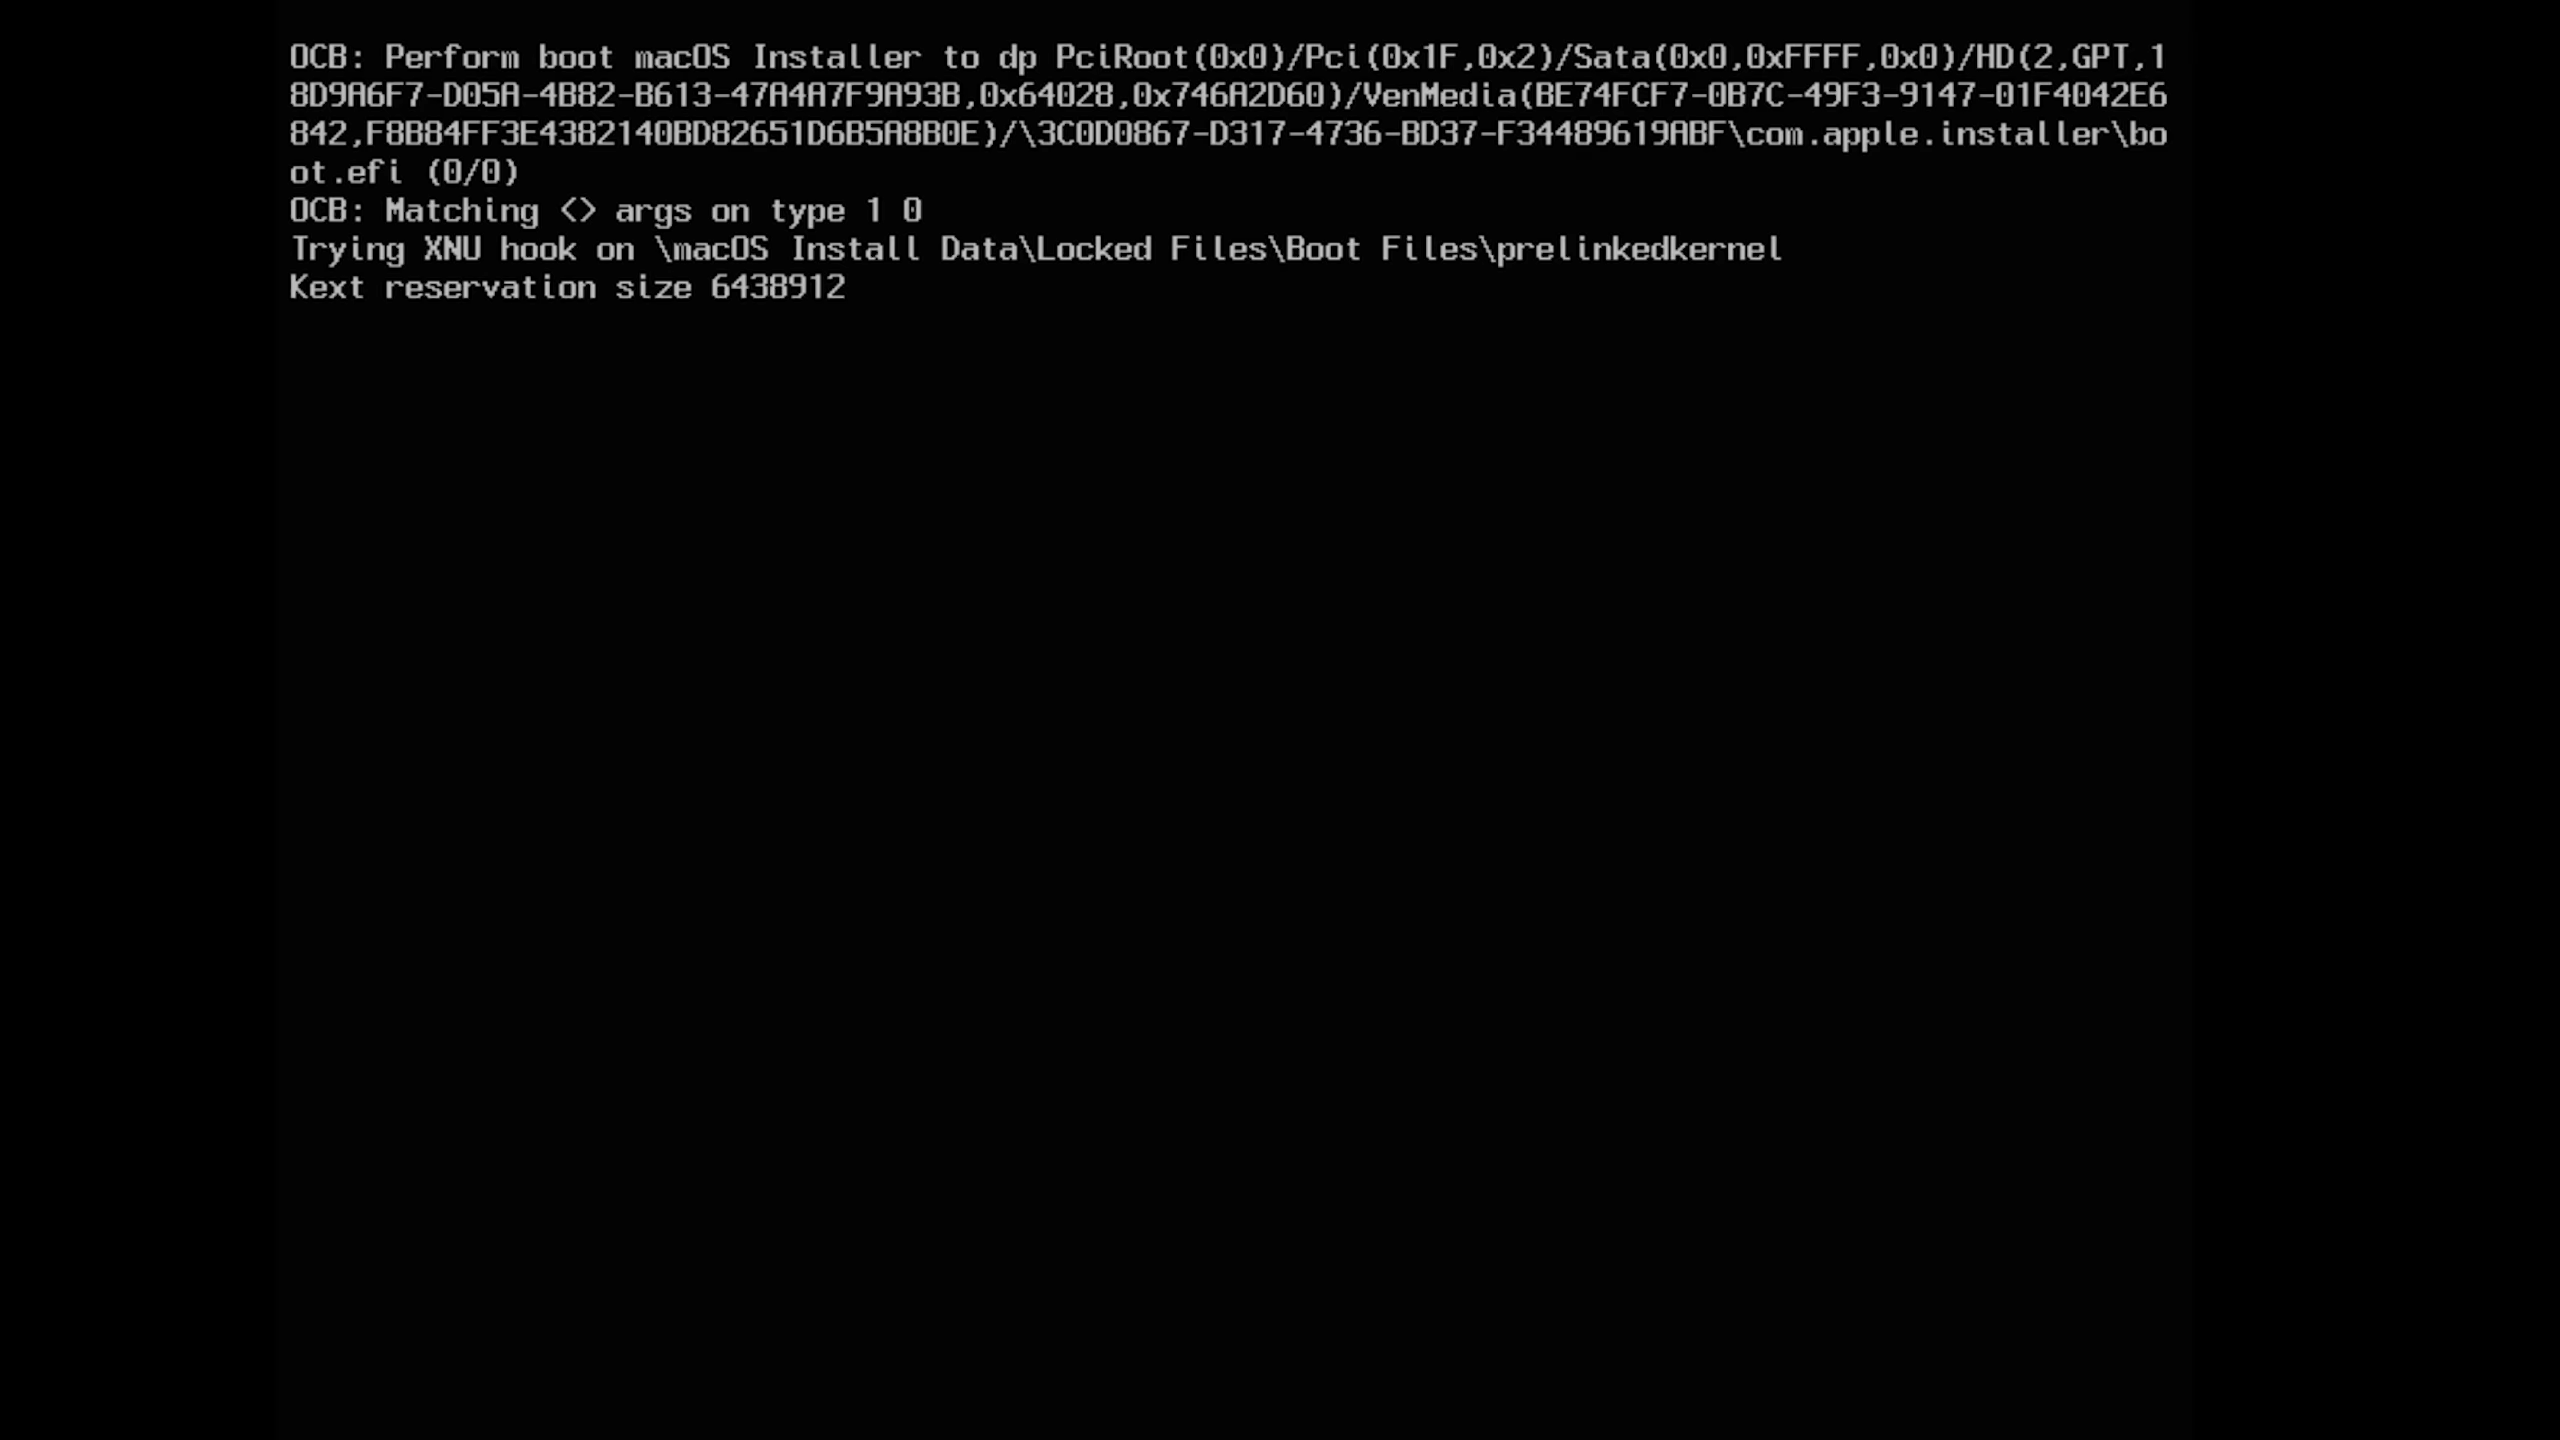 OCB: Perform boot macOS Installer to dp PciRoot(0x0)/Pci(0x1F,0x2)/Sata(0x0,0xFFFF,0x0)/HD(2,GPT,1
8D9A6F7-D05A-4B82-B613-47A4A7F9A93B,0x64028,0x746A2D60)/VenMedia(BE74FCF7-0B7C-49F3-9147-01F4042E6
842,F8B84FF3E4382140BD82651D6B5A8B0E)/\3C0D0867-D317-4736-BD37-F34489619ABF\com.apple.installer\bo
ot.efi (0/0)
OCB: Matching <> args on type 1 0
Trying XNU hook on \macOS Install Data\Locked Files\Boot Files\prelinkedkernel
Kext reservation size 6438912